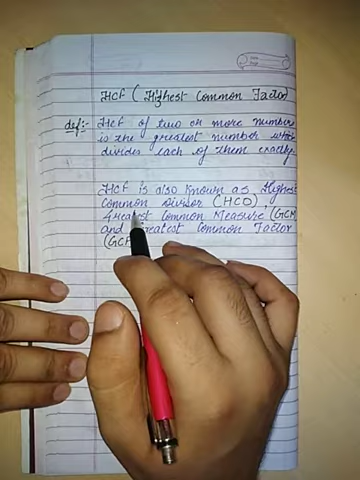 Hcf ( Highest Common Factor)
def:- Hcf of two or more numbers
is the greatest number which
divides each of them exactly.
Hcf is also known as Highest
Common Divisor (HCD)
Greatest Common Measure (GCM)
and Greatest Common Factor
(GCF)